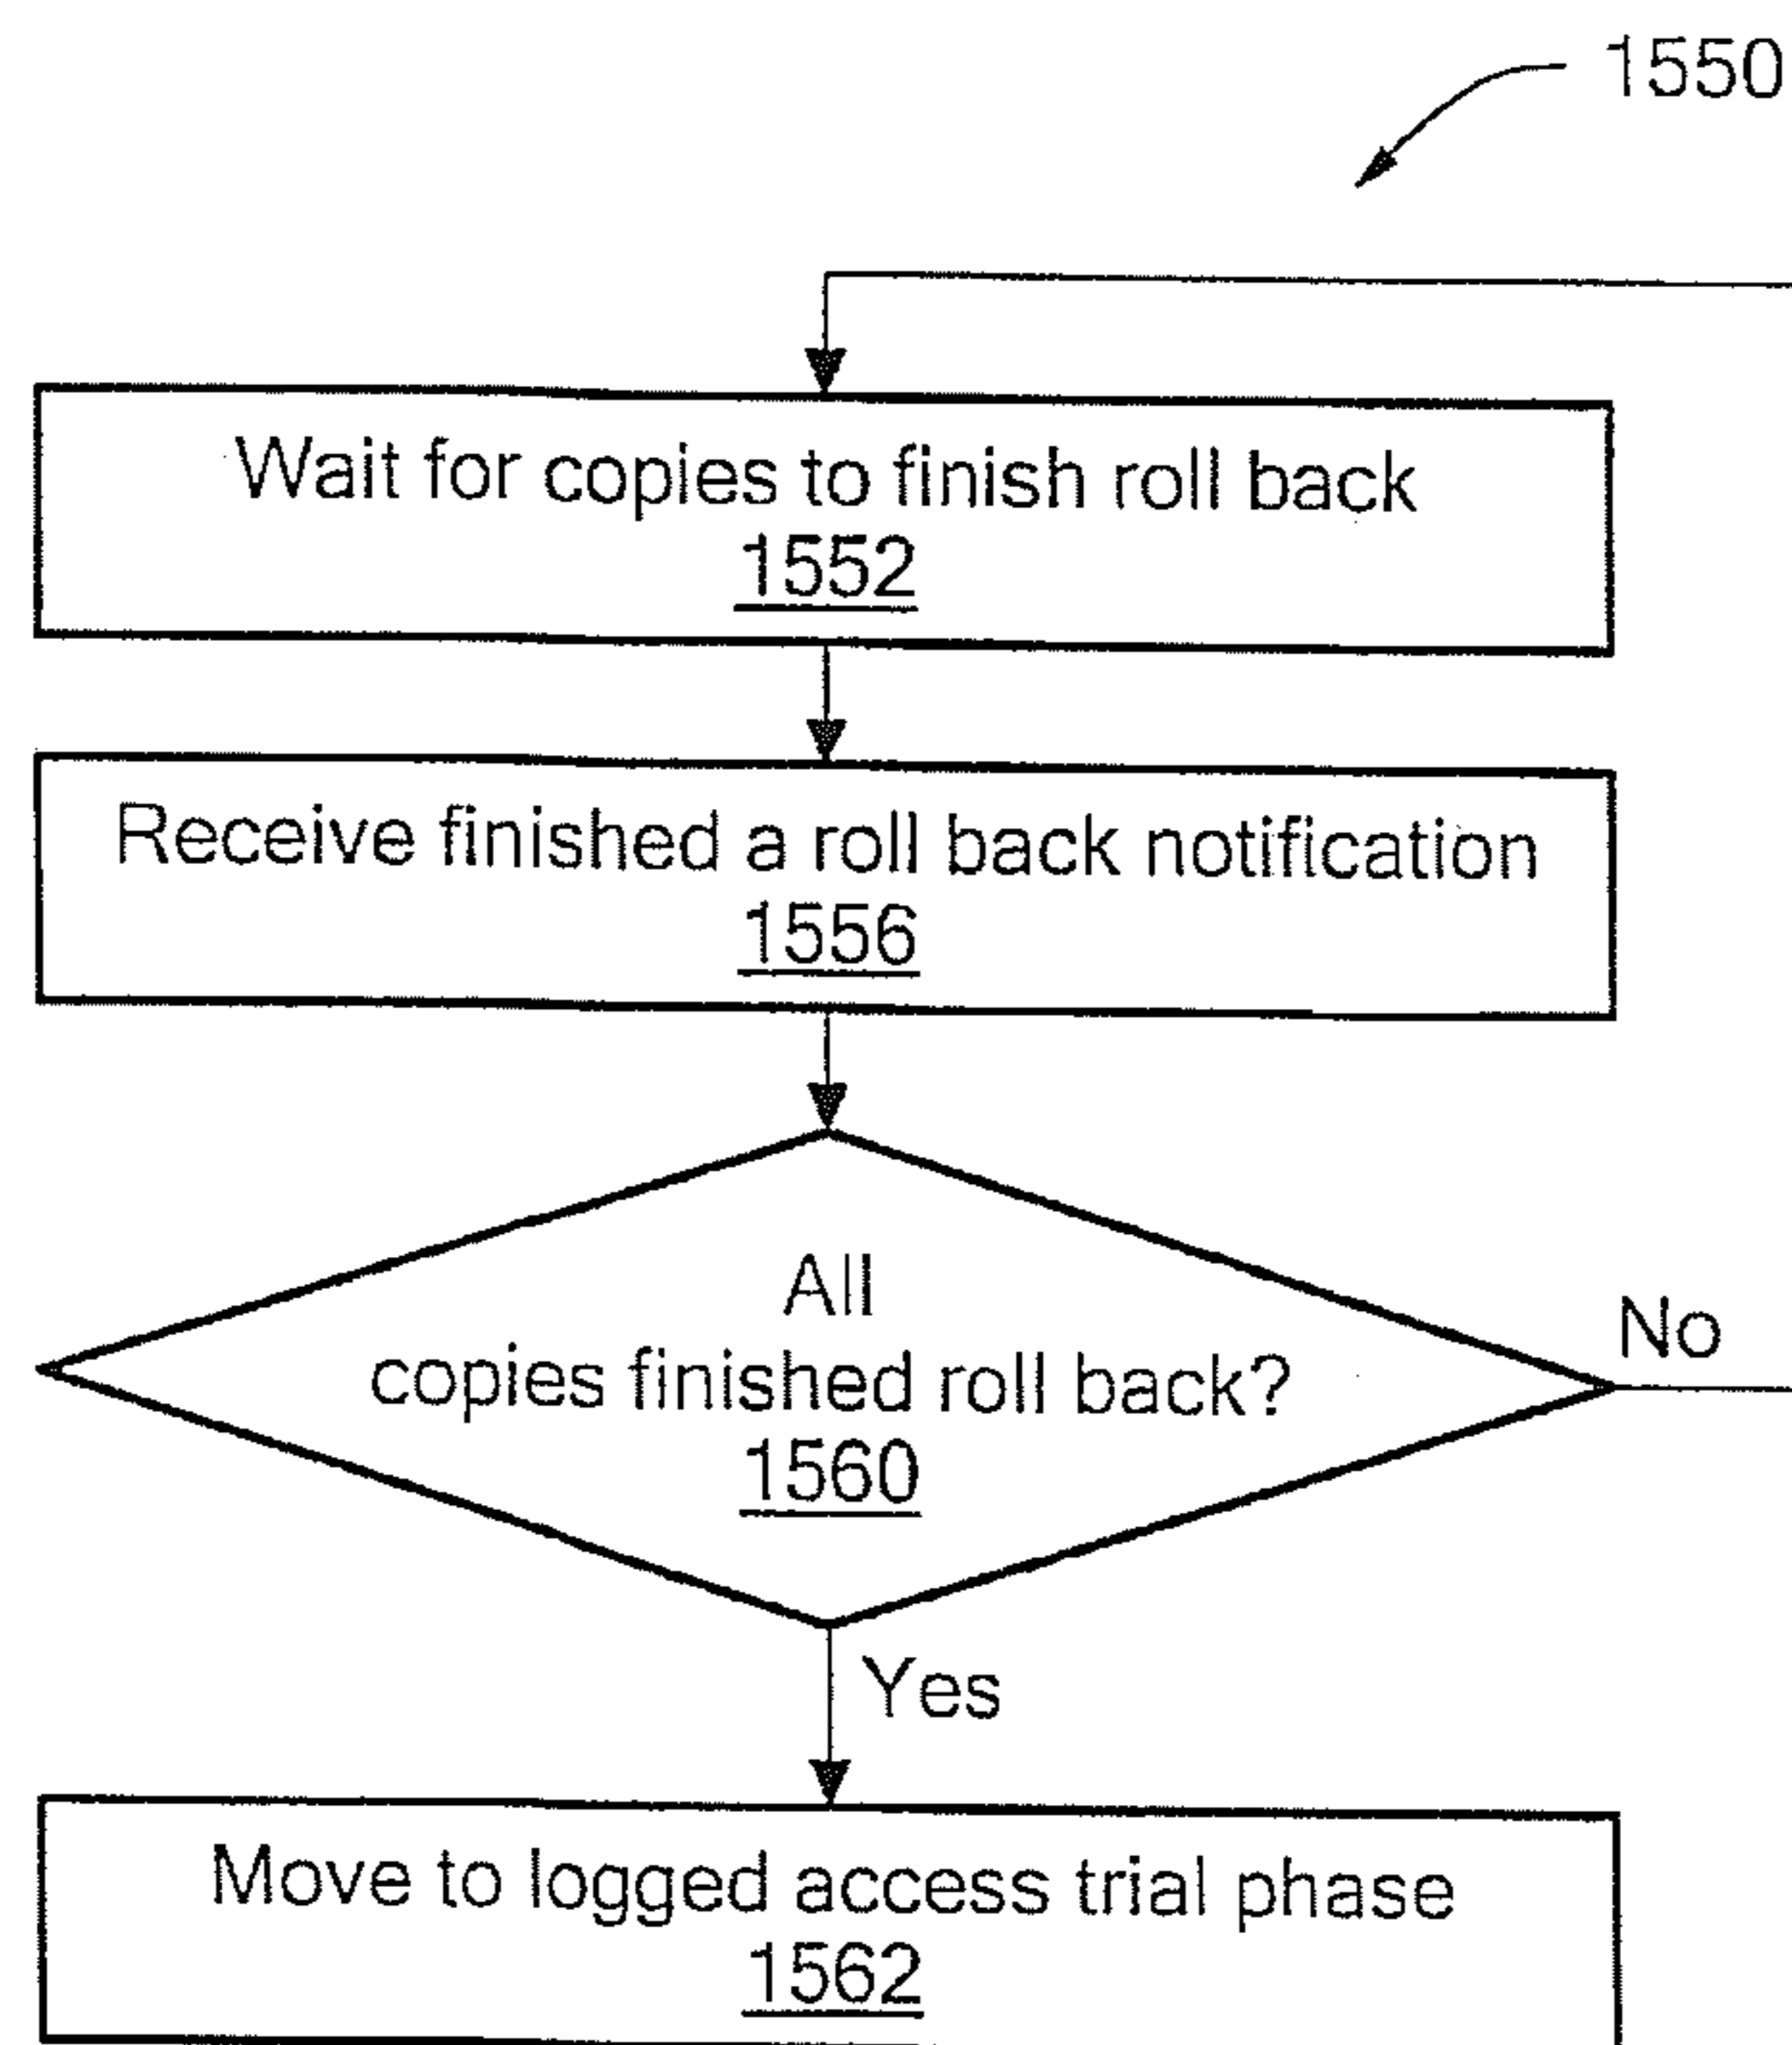 1550
Wait for copies to finish roll back
1552
Receive finished a roll back notification
1556
All
copies finished roll back?
1560
No
Yes
Move to logged access trial phase
1562